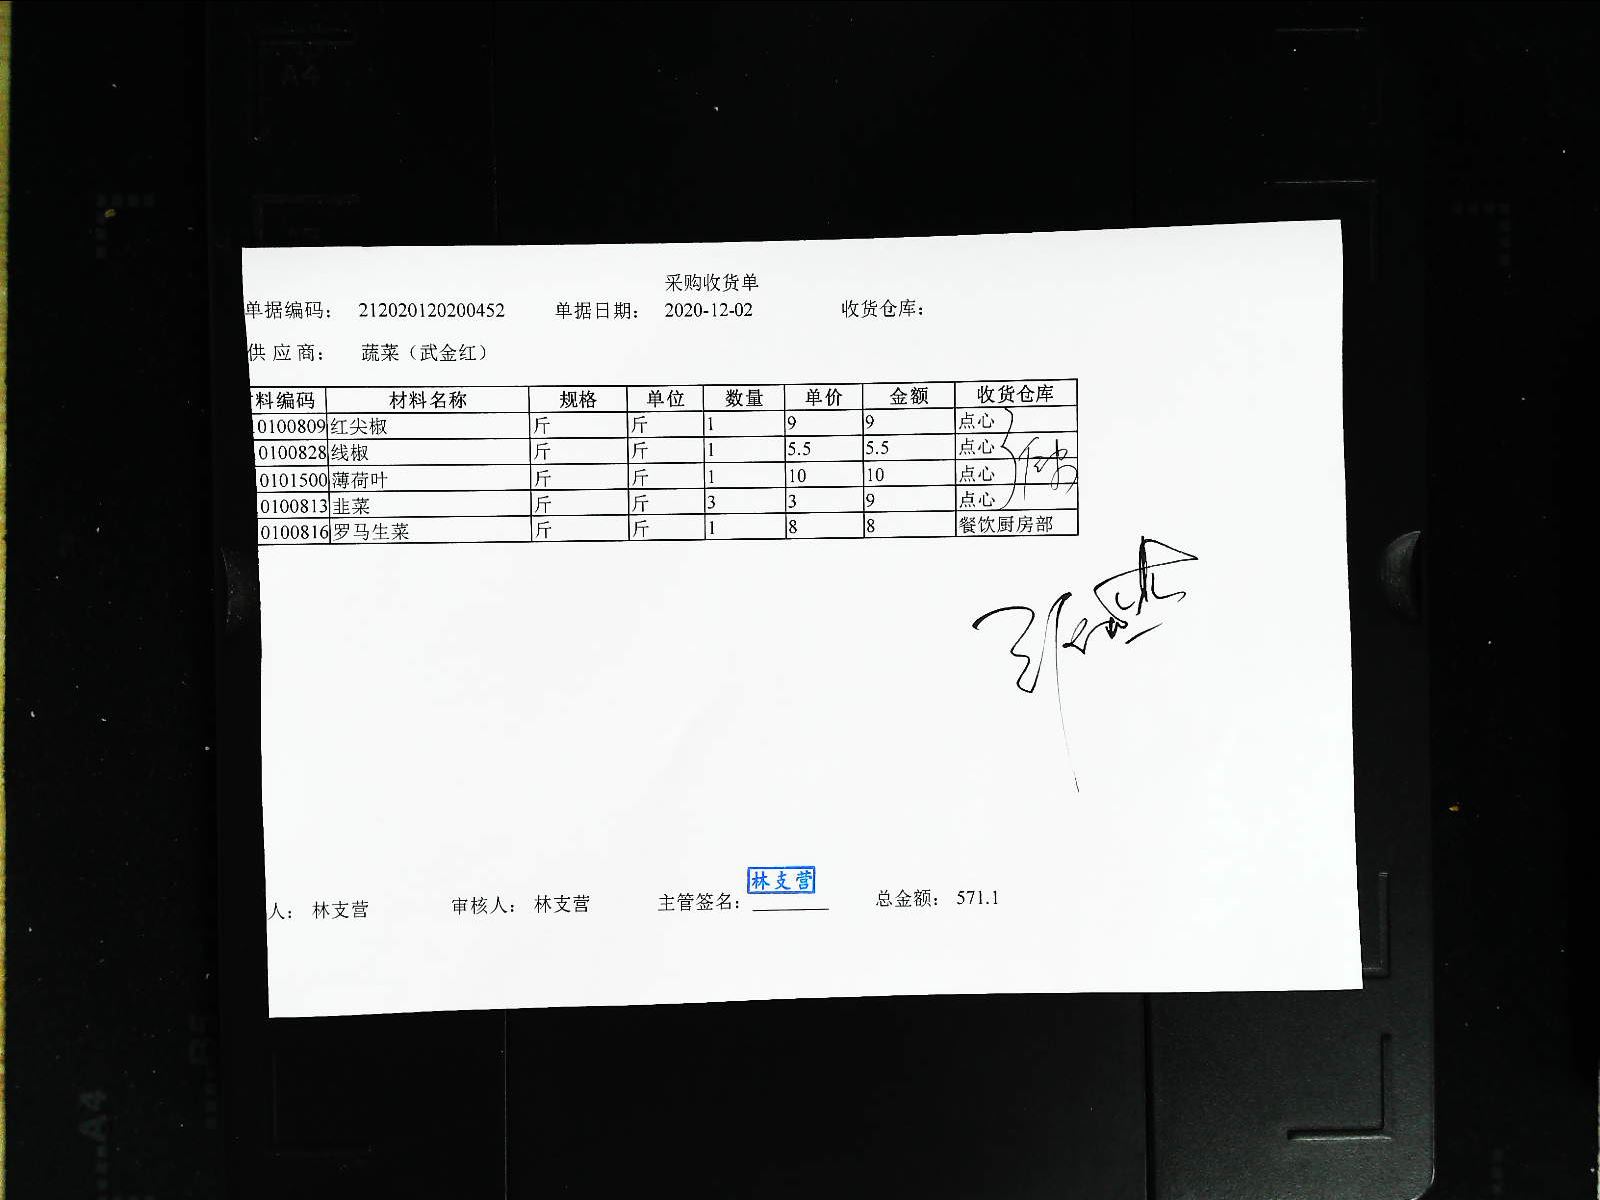 采购收货单
单据编码： 212020120200452 单据日期： 2020-12-02 收货仓库：
供 应 商： 蔬菜（武金红）
料编码 材料名称 规格 单位 数量 单价 金额 收货仓库
0100809 红尖椒 斤 斤 1 9 9 点心
0100828 线椒 斤 斤 1 5.5 5.5 点心
0101500 薄荷叶 斤 斤 1 10 10 点心
0100813 韭菜 斤 斤 3 3 9 点心
0100816 罗马生菜 斤 斤 1 8 8 餐饮厨房部
林支营
人： 林支营 审核人： 林支营 主管签名： 总金额： 571.1
A4
A4